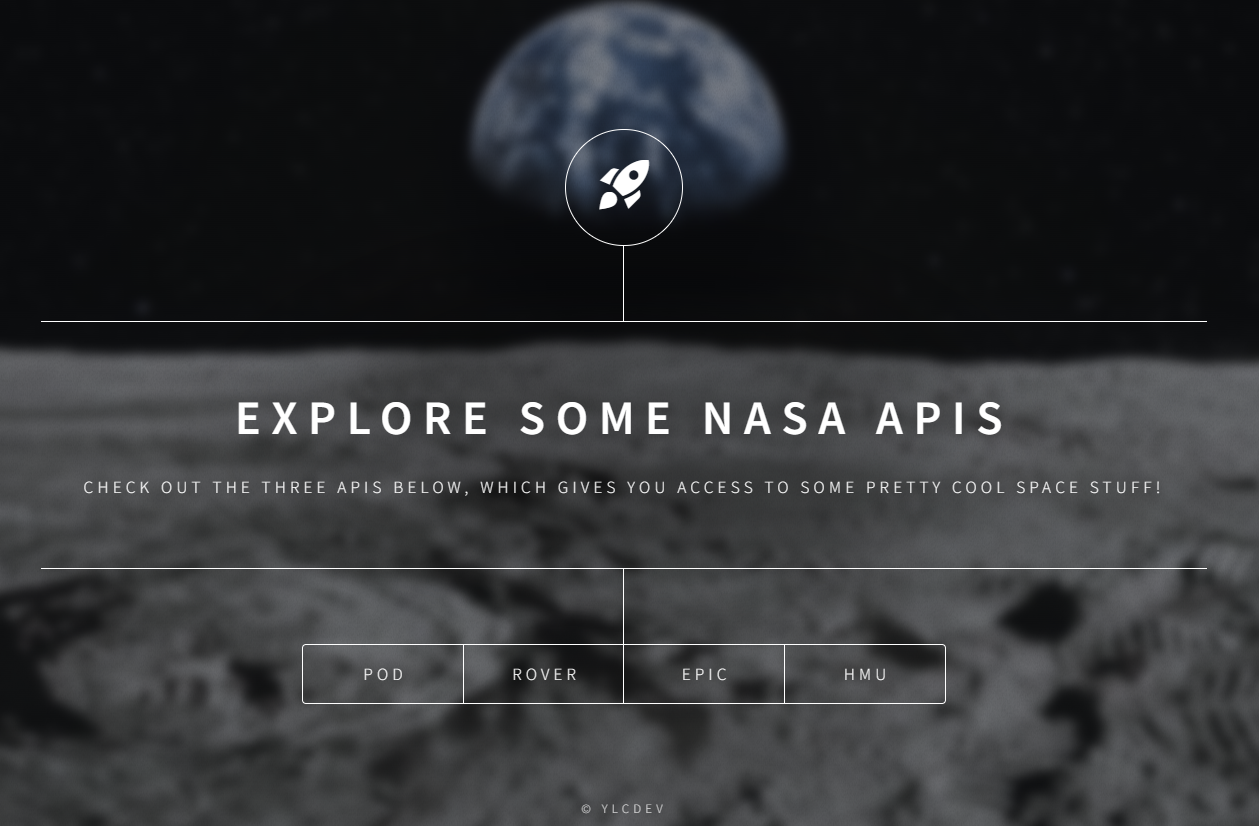 EXPLORE SOME NASA APIS
CHECK OUT THE THREE APIS BELOW, WHICH GIVES YOU ACCESS TO SOME PRETTY COOL SPACE STUFF!
POD ROVER EPIC HMU
© YLCDEV